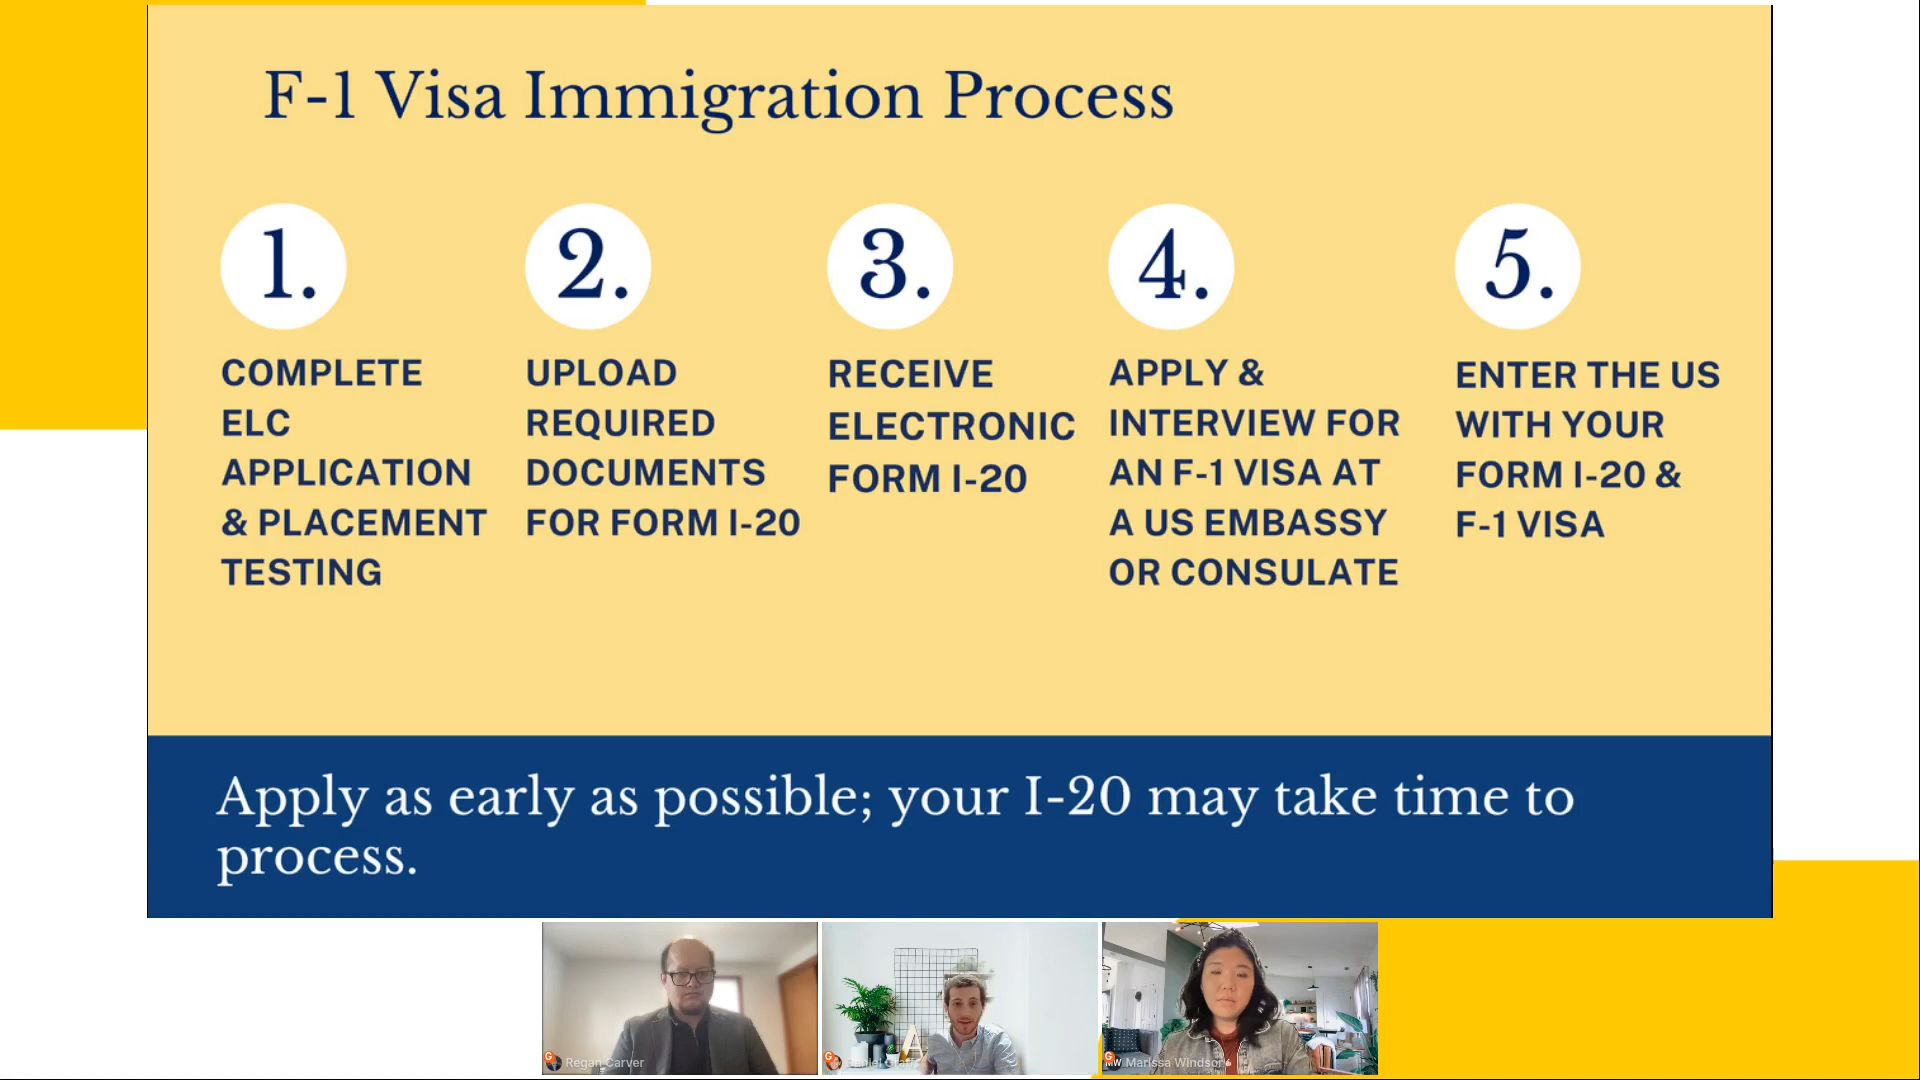 F-1 Visa Immigration Process
1.
COMPLETE
ELC
APPLICATION
& PLACEMENT
TESTING
2.
UPLOAD
REQUIRED
DOCUMENTS
FOR FORM I-20
3.
RECEIVE
ELECTRONIC
FORM I-20
4.
APPLY &
INTERVIEW FOR
AN F-1 VISA AT
A US EMBASSY
OR CONSULATE
5.
ENTER THE US
WITH YOUR
FORM I-20 &
F-1 VISA
Apply as early as possible; your I-20 may take time to
process.
G
Regan Carver
G
G
A
MW Marissa Windsor